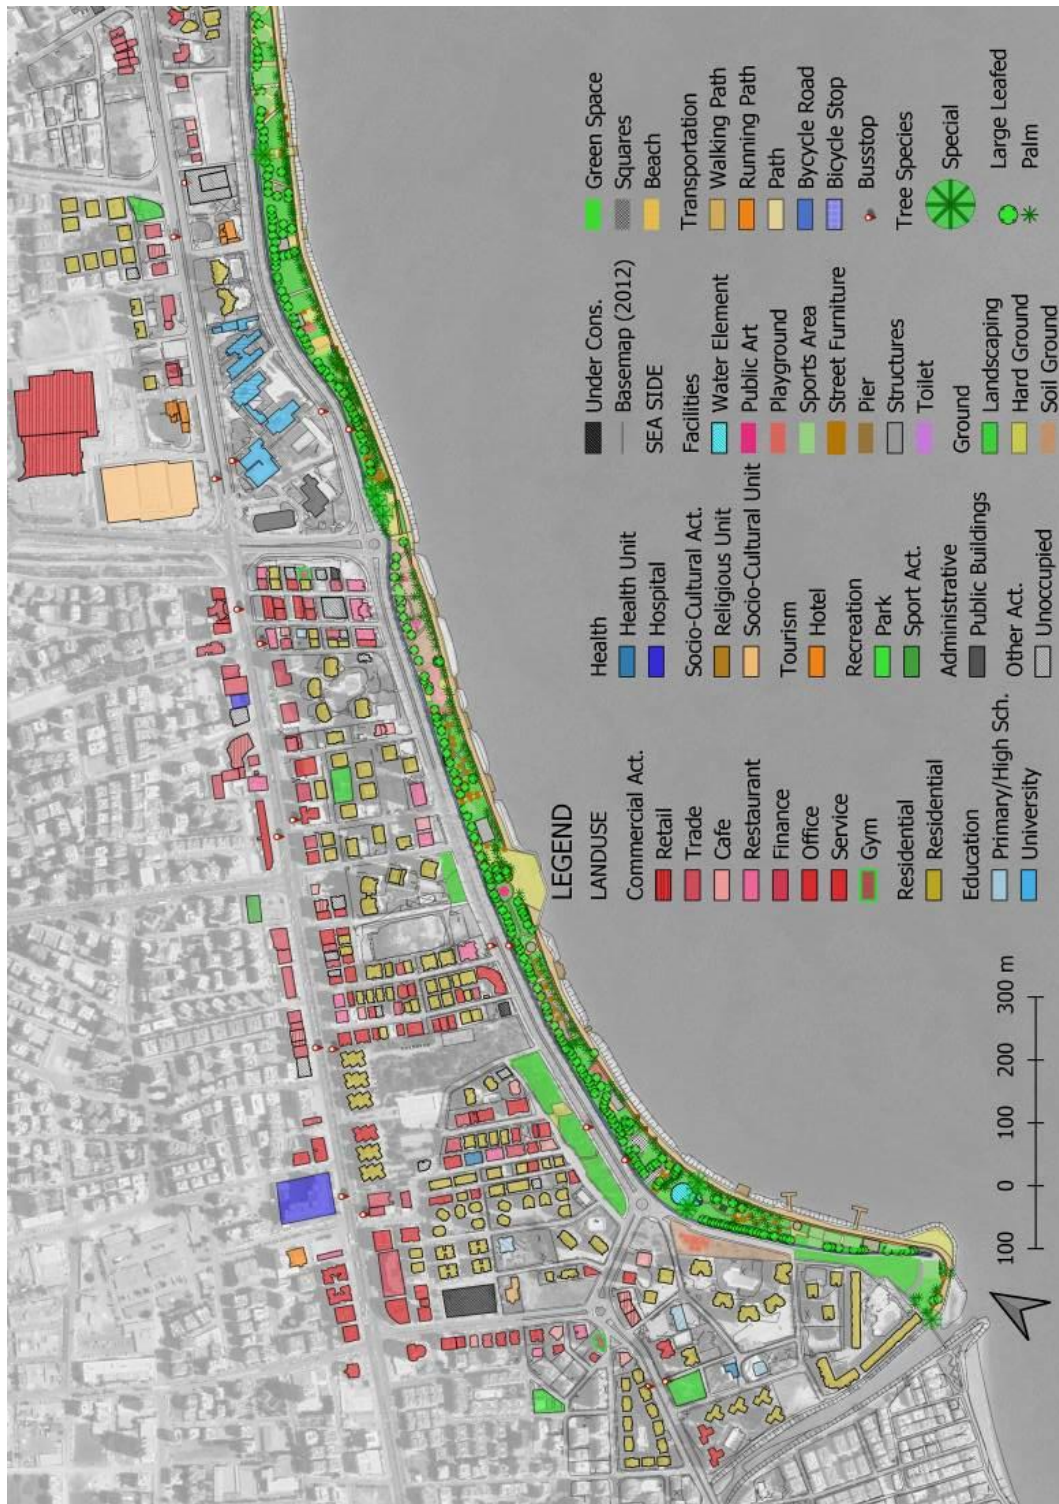 LEGEND
LANDUSE
Commercial Act.
Retail
Trade
Cafe
Restaurant
Finance
Office
Service
Gym
Residential
Residential
Education
Primary/High Sch.
University
Health
Health Unit
Hospital
Socio-Cultural Act.
Religious Unit
Socio-Cultural Unit
Tourism
Hotel
Recreation
Park
Sport Act.
Administrative
Public Buildings
Other Act.
Unoccupied
Under Cons.
Basemap (2012)
SEA SIDE
Facilities
Water Element
Public Art
Playground
Sports Area
Street Furniture
Pier
Structures
Toilet
Ground
Landscaping
Hard Ground
Soil Ground
Green Space
Squares
Beach
Transportation
Walking Path
Running Path
Path
Bycycle Road
Bicycle Stop
Busstop
Tree Species
Special
Large Leafed
Palm
100 0 100 200 300 m